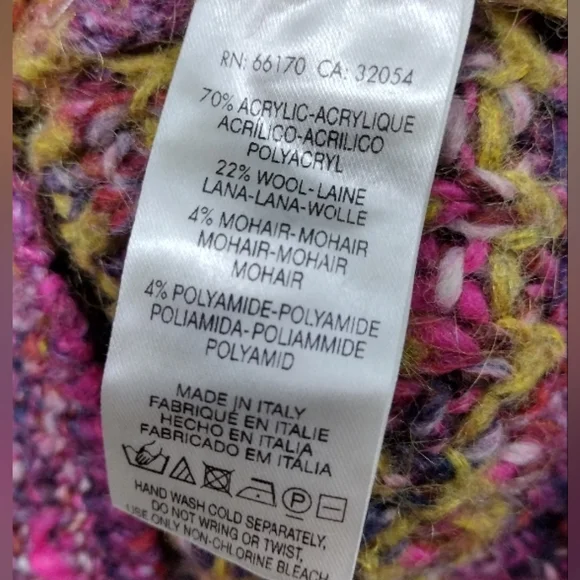 RN: 66170 CA: 32054
70% ACRYLIC-ACRYLIQUE
ACRÍLICO-ACRILICO
POLYACRYL
22% WOOL-LAINE
LANA-LANA-WOLLE
4% MOHAIR-MOHAIR
MOHAIR-MOHAIR
MOHAIR
4% POLYAMIDE-POLYAMIDE
POLIAMIDA-POLIAMMIDE
POLYAMID
MADE IN ITALY
FABRIQUÉ EN ITALIE
HECHO EN ITALIA
FABRICADO EM ITALIA
P
HAND WASH COLD SEPARATELY,
DO NOT WRING OR TWIST,
USE ONLY NON-CHLORINE BLEACH